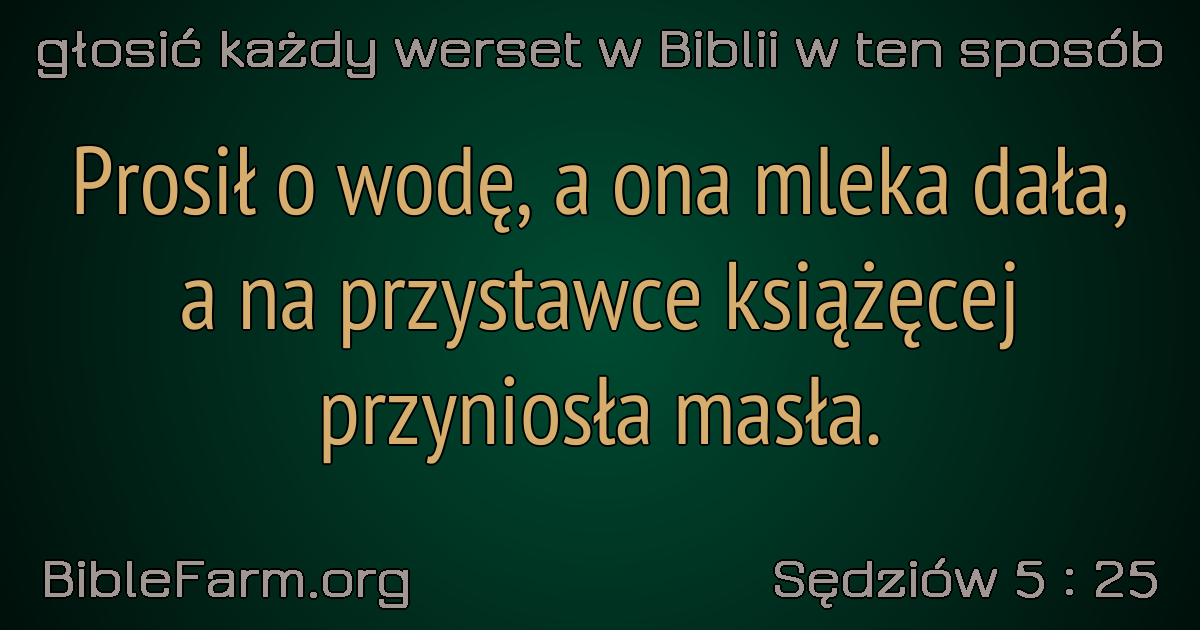 głosić każdy werset w Biblii w ten sposób
Prosił o wodę, a ona mleka dała,
a na przystawce książęcej
przyniosła masła.
BibleFarm.org
Sędziów 5 : 25